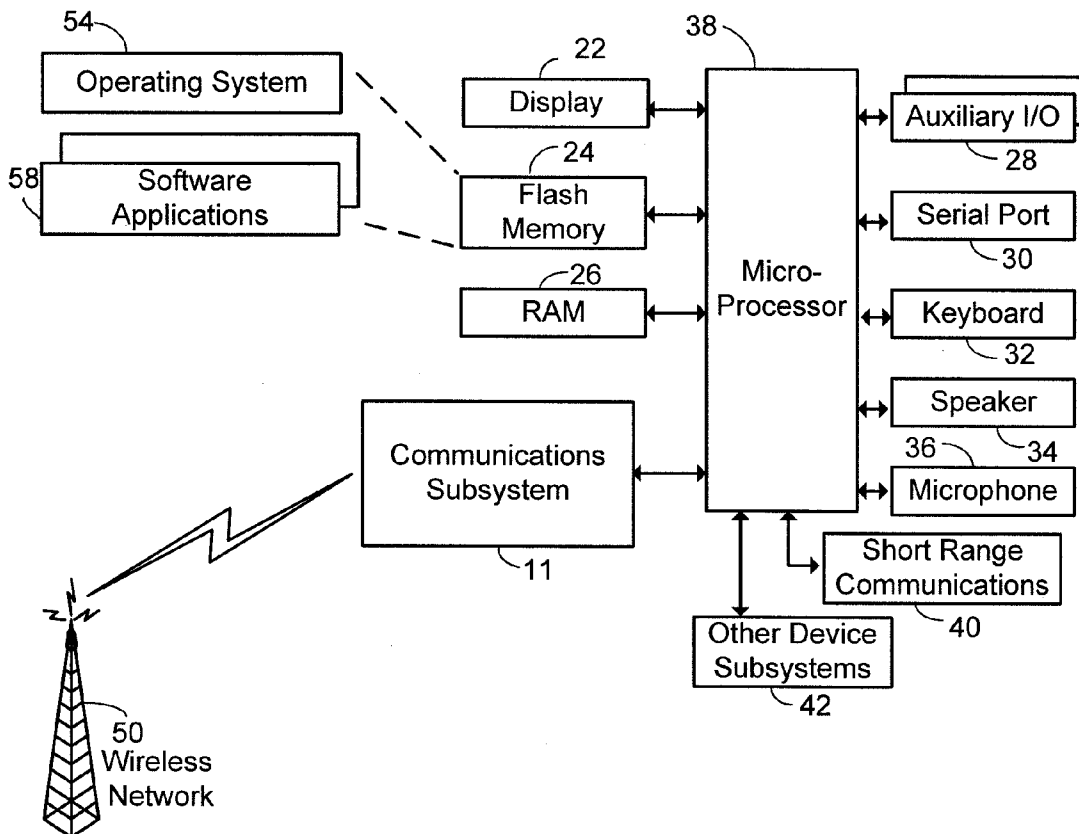 54
Operating System
58
Software
Applications
22
Display
24
Flash
Memory
26
RAM
Communications
Subsystem
11
50
Wireless
Network
38
Micro-
Processor
Auxiliary I/O
28
Serial Port
30
Keyboard
32
Speaker
34
36
Microphone
Short Range
Communications
40
Other Device
Subsystems
42